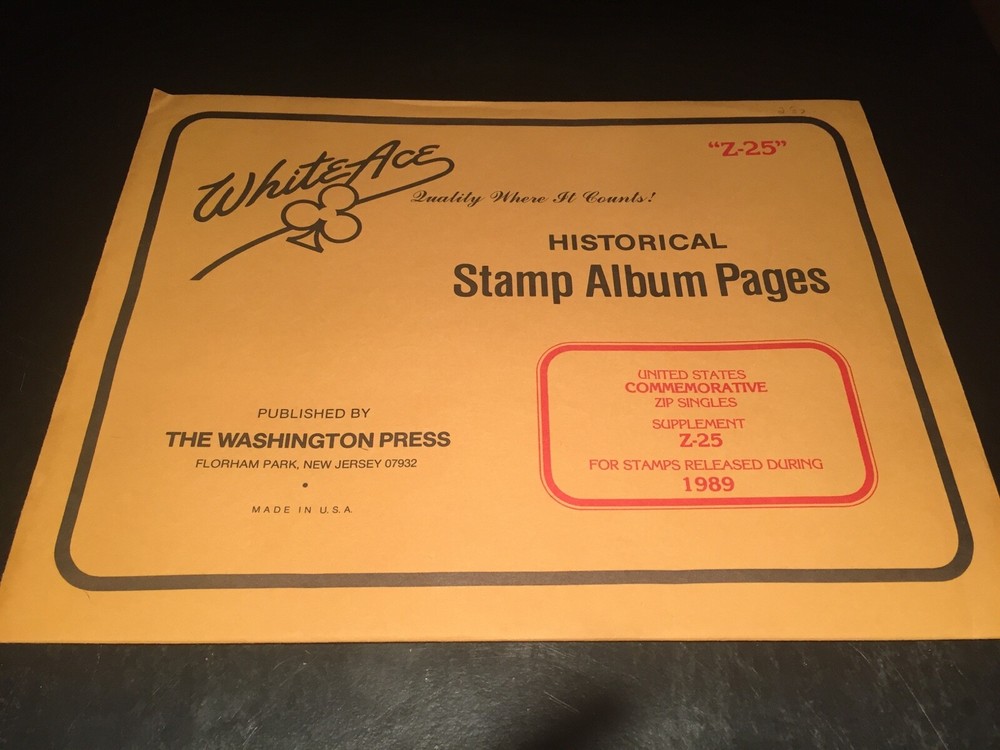 White Ace
Quality Where It Counts!
"Z-25"
HISTORICAL
Stamp Album Pages
UNITED STATES
COMMEMORATIVE
ZIP SINGLES
SUPPLEMENT
Z-25
FOR STAMPS RELEASED DURING
1989
PUBLISHED BY
THE WASHINGTON PRESS
FLORHAM PARK, NEW JERSEY 07932
•
MADE IN U.S.A.